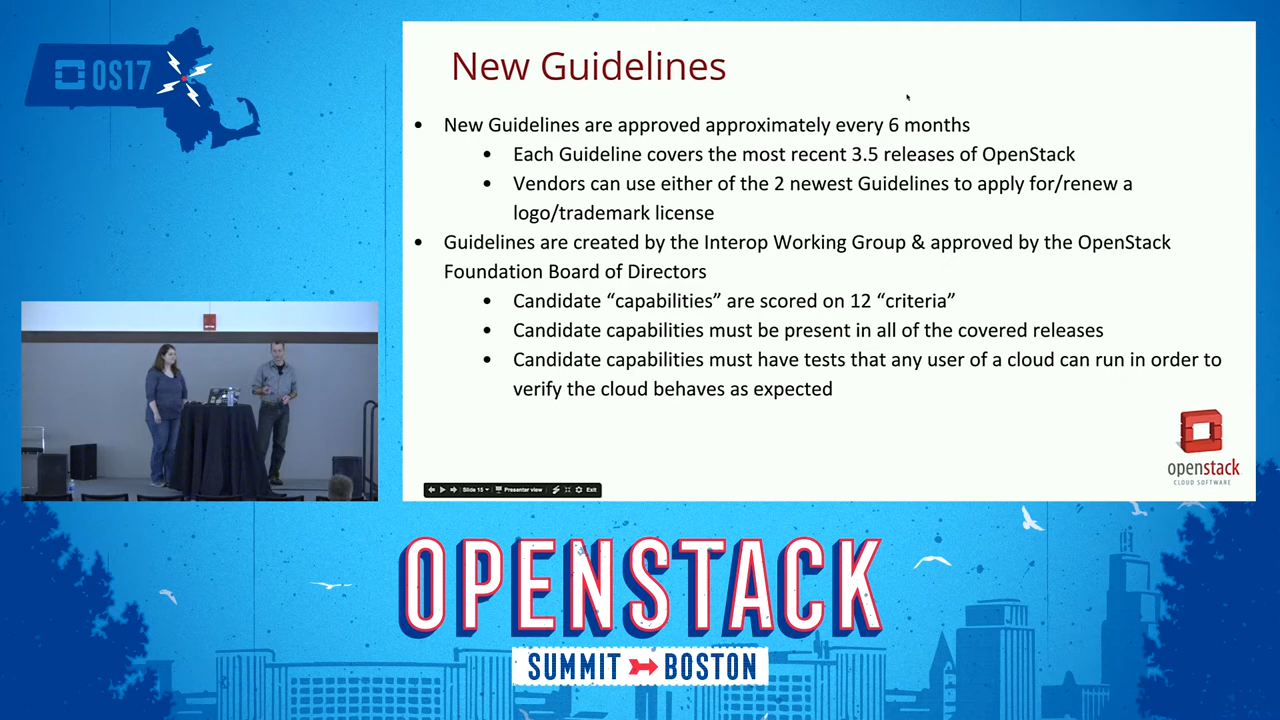 OS17
New Guidelines
• New Guidelines are approved approximately every 6 months
• Each Guideline covers the most recent 3.5 releases of OpenStack
• Vendors can use either of the 2 newest Guidelines to apply for/renew a
logo/trademark license
• Guidelines are created by the Interop Working Group & approved by the OpenStack
Foundation Board of Directors
• Candidate “capabilities” are scored on 12 “criteria”
• Candidate capabilities must be present in all of the covered releases
• Candidate capabilities must have tests that any user of a cloud can run in order to
verify the cloud behaves as expected
openstack
CLOUD SOFTWARE
Slide 15 Presenter view Exit
OPENSTACK
SUMMIT BOSTON